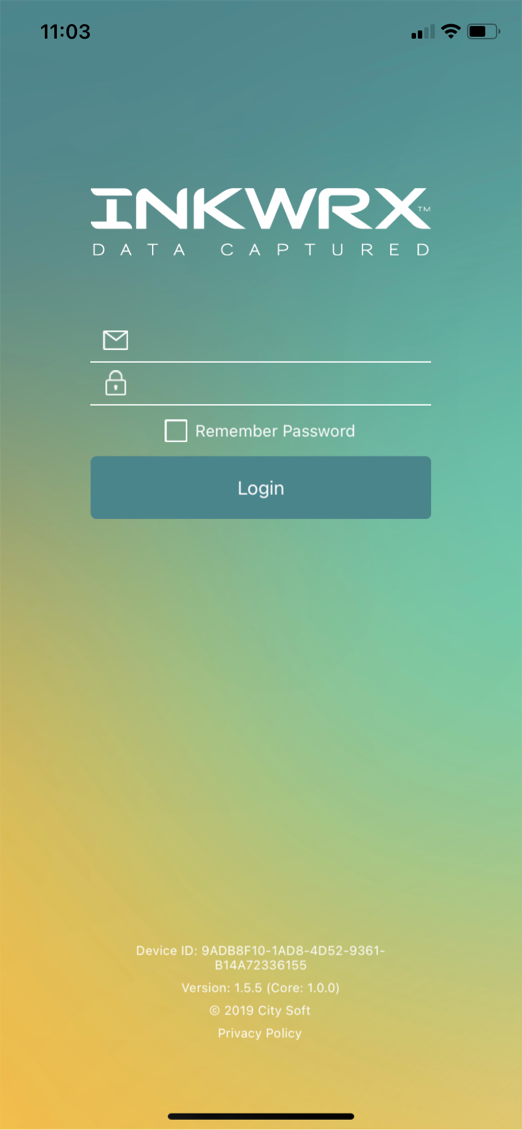 11:03
INKWRX™
DATA CAPTURED
Remember Password
Login
Device ID: 9ADB8F10-1AD8-4D52-9361-
B14A72336155
Version: 1.5.5 (Core: 1.0.0)
© 2019 City Soft
Privacy Policy